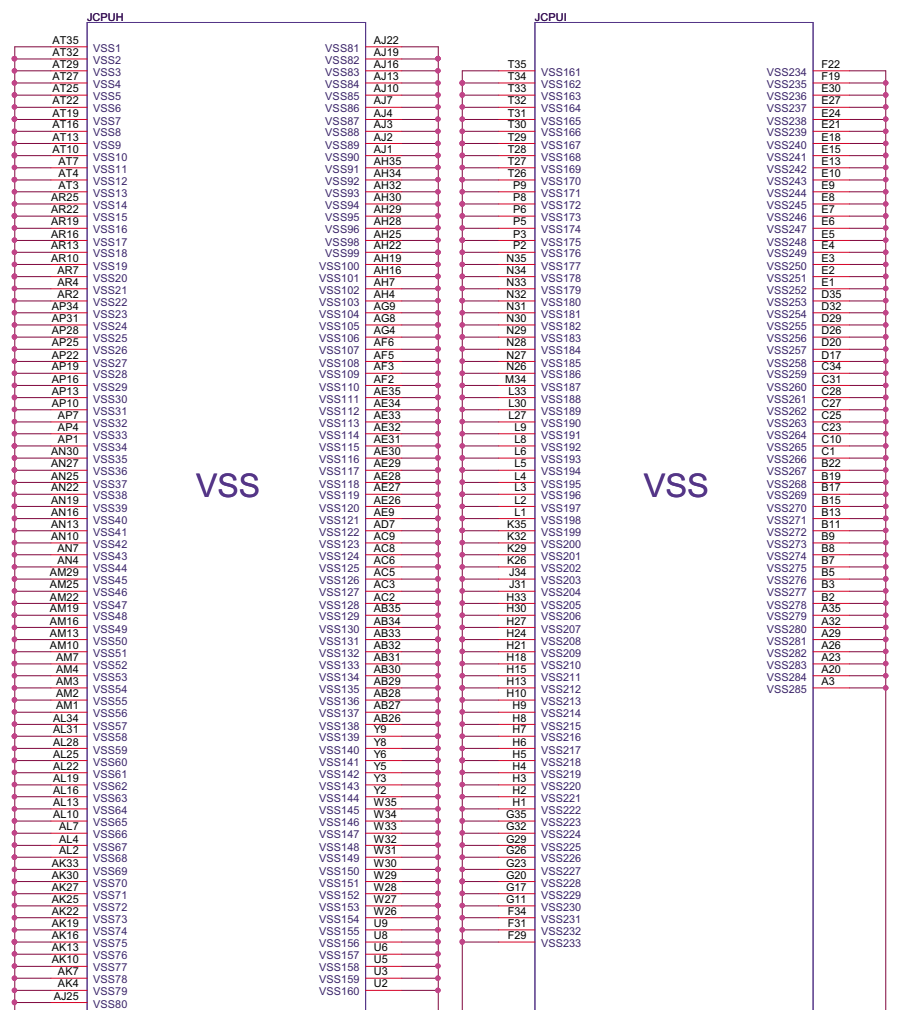 JCPUH
VSS
AT35 VSS1
AT32 VSS2
AT29 VSS3
AT27 VSS4
AT25 VSS5
AT22 VSS6
AT19 VSS7
AT16 VSS8
AT13 VSS9
AT10 VSS10
AT7 VSS11
AT4 VSS12
AT3 VSS13
AR25 VSS14
AR22 VSS15
AR19 VSS16
AR16 VSS17
AR13 VSS18
AR10 VSS19
AR7 VSS20
AR4 VSS21
AR2 VSS22
AP34 VSS23
AP31 VSS24
AP28 VSS25
AP25 VSS26
AP22 VSS27
AP19 VSS28
AP16 VSS29
AP13 VSS30
AP10 VSS31
AP7 VSS32
AP4 VSS33
AP1 VSS34
AN30 VSS35
AN27 VSS36
AN25 VSS37
AN22 VSS38
AN19 VSS39
AN16 VSS40
AN13 VSS41
AN10 VSS42
AN7 VSS43
AN4 VSS44
AM29 VSS45
AM25 VSS46
AM22 VSS47
AM19 VSS48
AM16 VSS49
AM13 VSS50
AM10 VSS51
AM7 VSS52
AM4 VSS53
AM3 VSS54
AM2 VSS55
AM1 VSS56
AL34 VSS57
AL31 VSS58
AL28 VSS59
AL25 VSS60
AL22 VSS61
AL19 VSS62
AL16 VSS63
AL13 VSS64
AL10 VSS65
AL7 VSS66
AL4 VSS67
AL2 VSS68
AK33 VSS69
AK30 VSS70
AK27 VSS71
AK25 VSS72
AK22 VSS73
AK19 VSS74
AK16 VSS75
AK13 VSS76
AK10 VSS77
AK7 VSS78
AK4 VSS79
AJ25 VSS80
VSS81 AJ22
VSS82 AJ19
VSS83 AJ16
VSS84 AJ13
VSS85 AJ10
VSS86 AJ7
VSS87 AJ4
VSS88 AJ3
VSS89 AJ2
VSS90 AJ1
VSS91 AH35
VSS92 AH34
VSS93 AH32
VSS94 AH30
VSS95 AH29
VSS96 AH28
VSS98 AH25
VSS99 AH22
VSS100 AH19
VSS101 AH16
VSS102 AH7
VSS103 AH4
VSS104 AG9
VSS105 AG8
VSS106 AG4
VSS107 AF6
VSS108 AF5
VSS109 AF3
VSS110 AF2
VSS111 AE35
VSS112 AE34
VSS113 AE33
VSS114 AE32
VSS115 AE31
VSS116 AE30
VSS117 AE29
VSS118 AE28
VSS119 AE27
VSS120 AE26
VSS121 AE9
VSS122 AD7
VSS123 AC9
VSS124 AC8
VSS125 AC6
VSS126 AC5
VSS127 AC3
VSS128 AC2
VSS129 AB35
VSS130 AB34
VSS131 AB33
VSS132 AB32
VSS133 AB31
VSS134 AB30
VSS135 AB29
VSS136 AB28
VSS137 AB27
VSS138 AB26
VSS139 Y9
VSS140 Y8
VSS141 Y6
VSS142 Y5
VSS143 Y3
VSS144 Y2
VSS145 W35
VSS146 W34
VSS147 W33
VSS148 W32
VSS149 W31
VSS150 W30
VSS151 W29
VSS152 W28
VSS153 W27
VSS154 W26
VSS155 U9
VSS156 U8
VSS157 U6
VSS158 U5
VSS159 U3
VSS160 U2
JCPUI
VSS
T35 VSS161
T34 VSS162
T33 VSS163
T32 VSS164
T31 VSS165
T30 VSS166
T29 VSS167
T28 VSS168
T27 VSS169
T26 VSS170
P9 VSS171
P8 VSS172
P6 VSS173
P5 VSS174
P3 VSS175
P2 VSS176
N35 VSS177
N34 VSS178
N33 VSS179
N32 VSS180
N31 VSS181
N30 VSS182
N29 VSS183
N28 VSS184
N27 VSS185
N26 VSS186
M34 VSS187
L33 VSS188
L30 VSS189
L27 VSS190
L9 VSS191
L8 VSS192
L6 VSS193
L5 VSS194
L4 VSS195
L3 VSS196
L2 VSS197
L1 VSS198
K35 VSS199
K32 VSS200
K29 VSS201
K26 VSS202
J34 VSS203
J31 VSS204
H33 VSS205
H30 VSS206
H27 VSS207
H24 VSS208
H21 VSS209
H18 VSS210
H15 VSS211
H13 VSS212
H10 VSS213
H9 VSS214
H8 VSS215
H7 VSS216
H6 VSS217
H5 VSS218
H4 VSS219
H3 VSS220
H2 VSS221
H1 VSS222
G35 VSS223
G32 VSS224
G29 VSS225
G26 VSS226
G23 VSS227
G20 VSS228
G17 VSS229
G11 VSS230
F34 VSS231
F31 VSS232
F29 VSS233
VSS234 F22
VSS235 F19
VSS236 E30
VSS237 E27
VSS238 E24
VSS239 E21
VSS240 E18
VSS241 E15
VSS242 E13
VSS243 E10
VSS244 E9
VSS245 E8
VSS246 E7
VSS247 E6
VSS248 E5
VSS249 E4
VSS250 E3
VSS251 E2
VSS252 E1
VSS253 D35
VSS254 D32
VSS255 D29
VSS256 D26
VSS257 D20
VSS258 D17
VSS259 C34
VSS260 C31
VSS261 C28
VSS262 C27
VSS263 C25
VSS264 C23
VSS265 C10
VSS266 C1
VSS267 B22
VSS268 B19
VSS269 B17
VSS270 B15
VSS271 B13
VSS272 B11
VSS273 B9
VSS274 B8
VSS275 B7
VSS276 B5
VSS277 B3
VSS278 B2
VSS279 A35
VSS280 A32
VSS281 A29
VSS282 A26
VSS283 A23
VSS284 A20
VSS285 A3